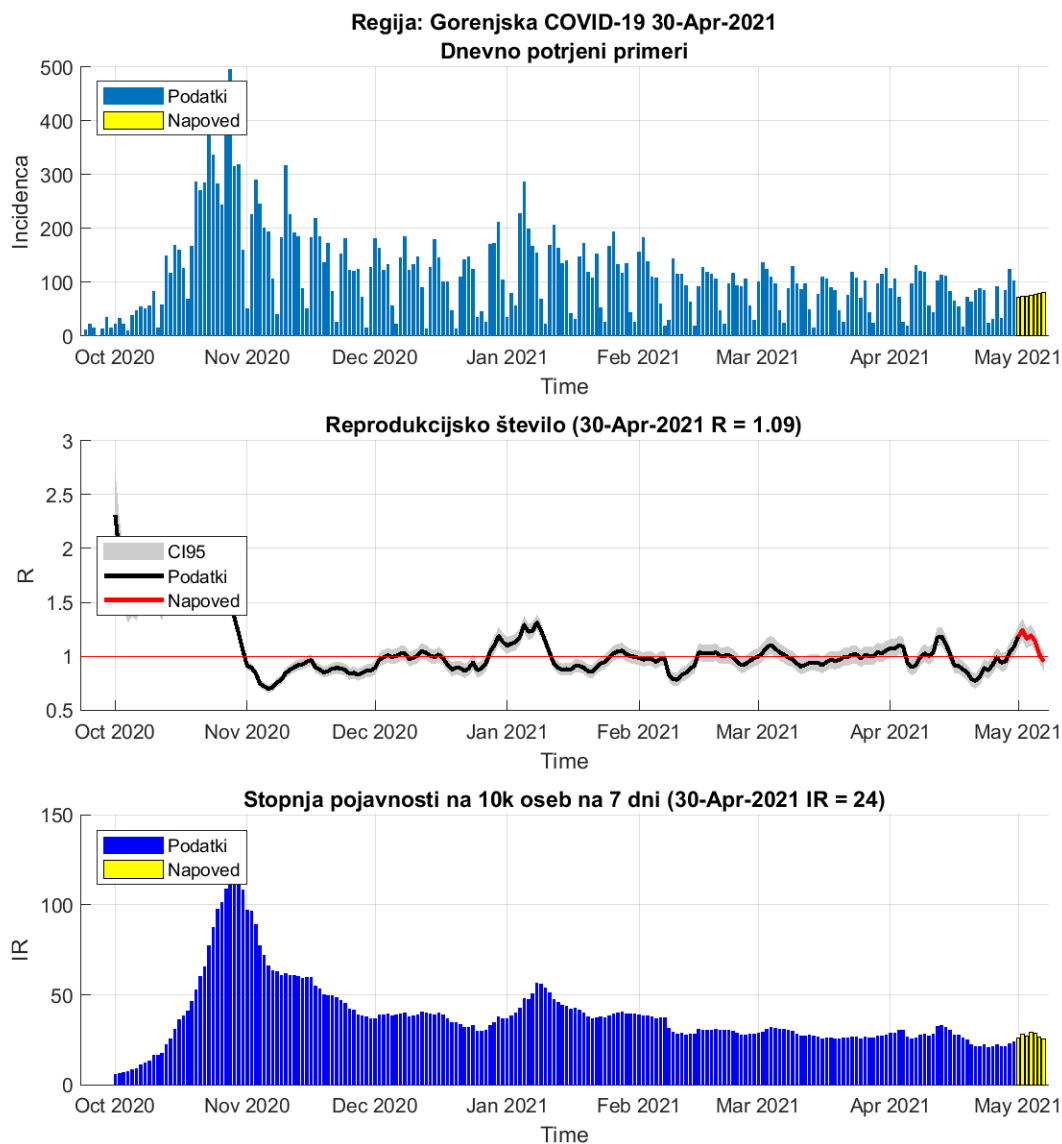 Regija: Gorenjska COVID-19 30-Apr-2021
Dnevno potrjeni primeri
500
400
300
200
100
0
Incidenca
Podatki
Napoved
Oct 2020
Nov 2020
Dec 2020
Jan 2021
Feb 2021
Mar 2021
Apr 2021
May 2021
Time
Reprodukcijsko število (30-Apr-2021 R = 1.09)
3
2.5
2
1.5
1
0.5
R
CI95
Podatki
Napoved
Oct 2020
Nov 2020
Dec 2020
Jan 2021
Feb 2021
Mar 2021
Apr 2021
May 2021
Time
Stopnja pojavnosti na 10k oseb na 7 dni (30-Apr-2021 IR = 24)
150
100
50
0
IR
Podatki
Napoved
Oct 2020
Nov 2020
Dec 2020
Jan 2021
Feb 2021
Mar 2021
Apr 2021
May 2021
Time